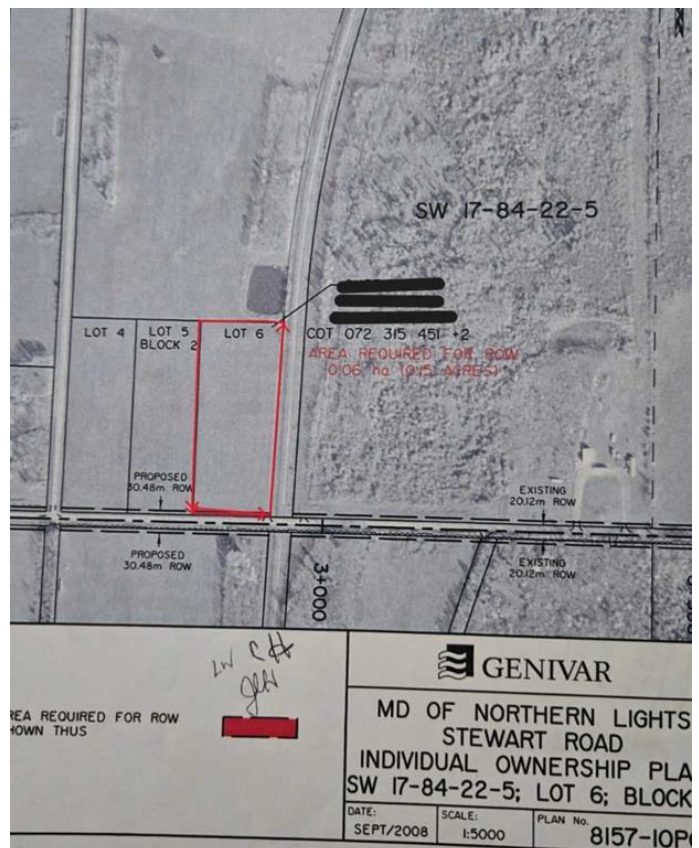 SW 17-84-22-5
LOT 4
LOT 5
BLOCK 2
LOT 6
COT 072 315 451 +2
AREA REQUIRED FOR ROW
0.06 ha (0.15 ACRES)
PROPOSED
30.48m ROW
EXISTING
20.12m ROW
PROPOSED
30.48m ROW
EXISTING
20.12m ROW
3+000
REA REQUIRED FOR ROW
HOWN THUS
GENIVAR
MD OF NORTHERN LIGHTS
STEWART ROAD
INDIVIDUAL OWNERSHIP PLA
SW 17-84-22-5; LOT 6; BLOCK
DATE:
SEPT/2008
SCALE:
1:5000
PLAN No.
8157-IOP